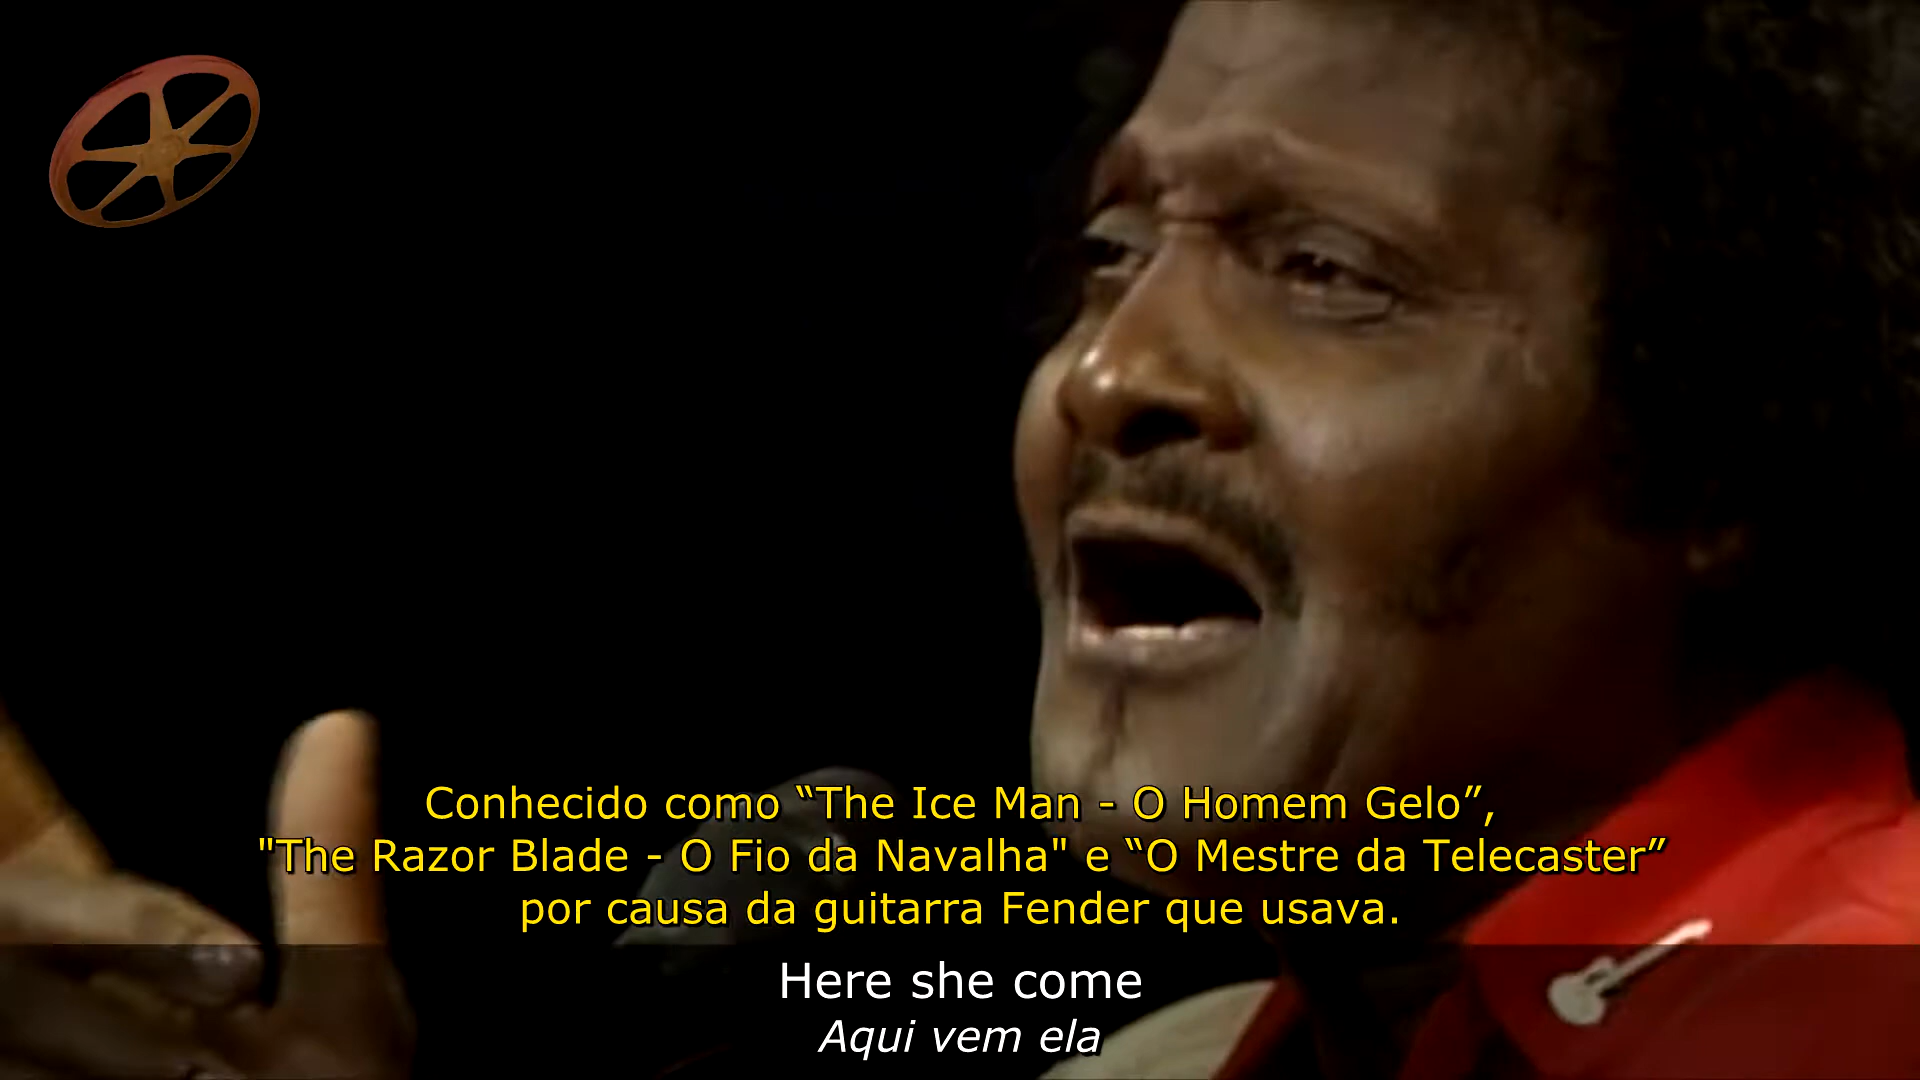 Conhecido como “The Ice Man - O Homem Gelo”,
"The Razor Blade - O Fio da Navalha" e “O Mestre da Telecaster”
por causa da guitarra Fender que usava.
Here she come
Aqui vem ela